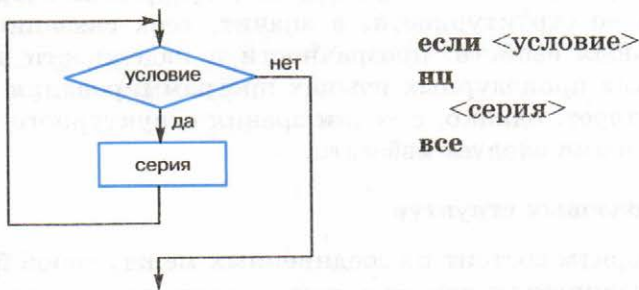 условие
нет
да
серия
если <условие>
нц
<серия>
все